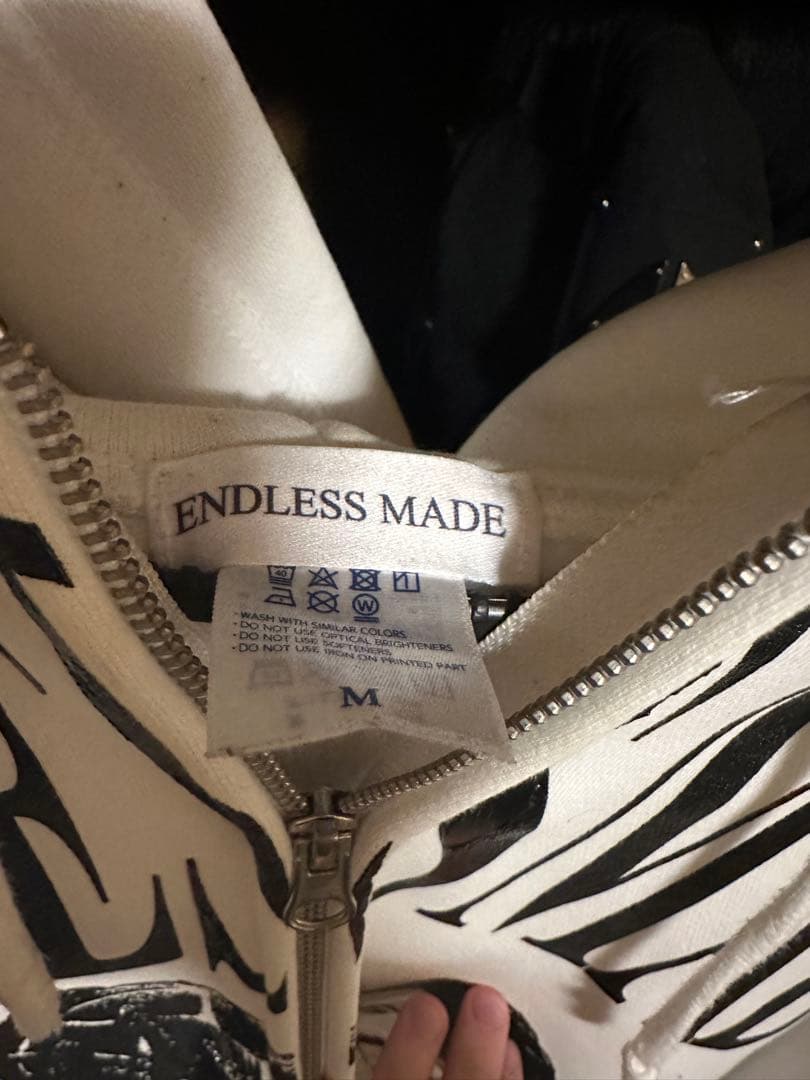 ENDLESS MADE
40
W
· WASH WITH SIMILAR COLORS
· DO NOT USE OPTICAL BRIGHTENERS
· DO NOT USE SOFTENERS
· DO NOT USE IRON ON PRINTED PART
M